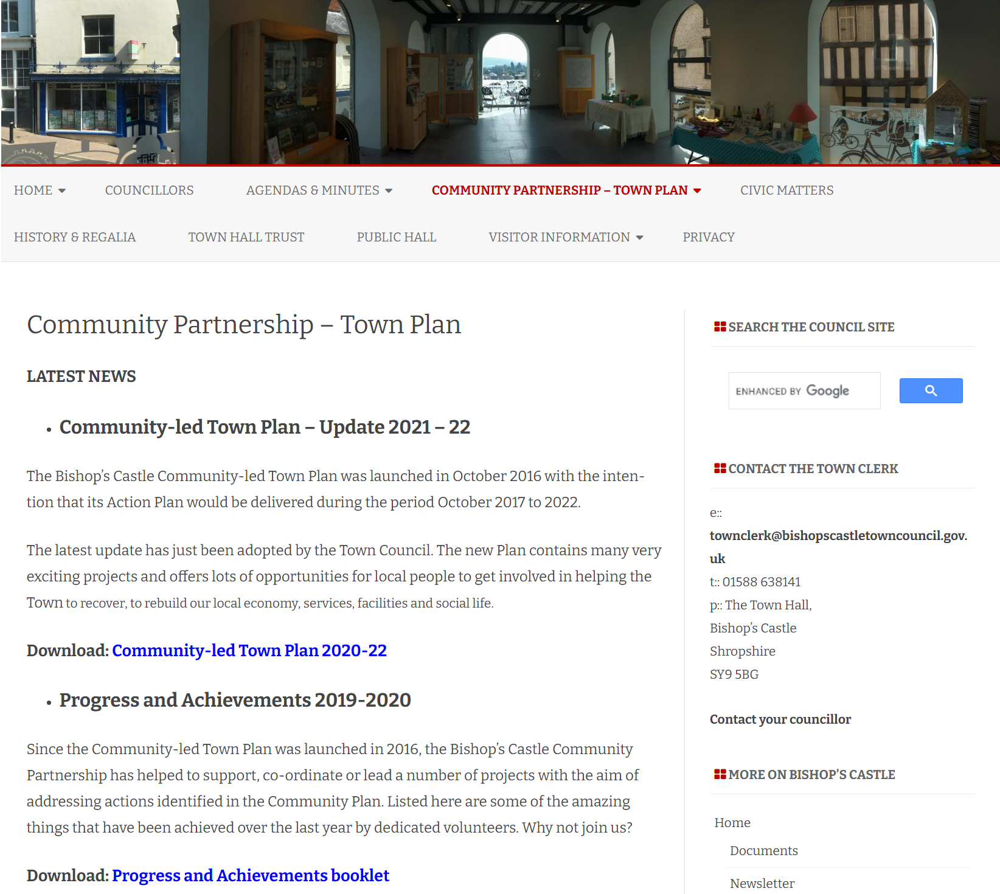 HOME
COUNCILLORS
AGENDAS & MINUTES
COMMUNITY PARTNERSHIP – TOWN PLAN
CIVIC MATTERS
HISTORY & REGALIA
TOWN HALL TRUST
PUBLIC HALL
VISITOR INFORMATION
PRIVACY
Community Partnership – Town Plan
LATEST NEWS
• Community-led Town Plan – Update 2021 – 22
The Bishop’s Castle Community-led Town Plan was launched in October 2016 with the inten-
tion that its Action Plan would be delivered during the period October 2017 to 2022.
The latest update has just been adopted by the Town Council. The new Plan contains many very
exciting projects and offers lots of opportunities for local people to get involved in helping the
Town to recover, to rebuild our local economy, services, facilities and social life.
Download: Community-led Town Plan 2020-22
• Progress and Achievements 2019-2020
Since the Community-led Town Plan was launched in 2016, the Bishop’s Castle Community
Partnership has helped to support, co-ordinate or lead a number of projects with the aim of
addressing actions identified in the Community Plan. Listed here are some of the amazing
things that have been achieved over the last year by dedicated volunteers. Why not join us?
Download: Progress and Achievements booklet
SEARCH THE COUNCIL SITE
ENHANCED BY Google
CONTACT THE TOWN CLERK
e::
townclerk@bishopscastletowncouncil.gov.
uk
t:: 01588 638141
p:: The Town Hall,
Bishop’s Castle
Shropshire
SY9 5BG
Contact your councillor
MORE ON BISHOP’S CASTLE
Home
Documents
Newsletter